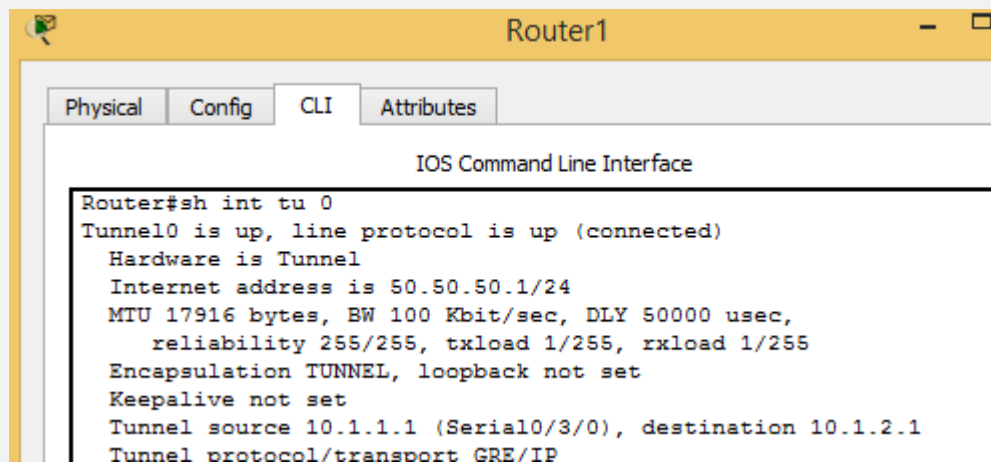 Router1
Physical Config CLI Attributes
IOS Command Line Interface
Router#sh int tu 0
Tunnel0 is up, line protocol is up (connected)
Hardware is Tunnel
Internet address is 50.50.50.1/24
MTU 17916 bytes, BW 100 Kbit/sec, DLY 50000 usec,
reliability 255/255, txload 1/255, rxload 1/255
Encapsulation TUNNEL, loopback not set
Keepalive not set
Tunnel source 10.1.1.1 (Serial0/3/0), destination 10.1.2.1
Tunnel protocol/transport GRE/IP